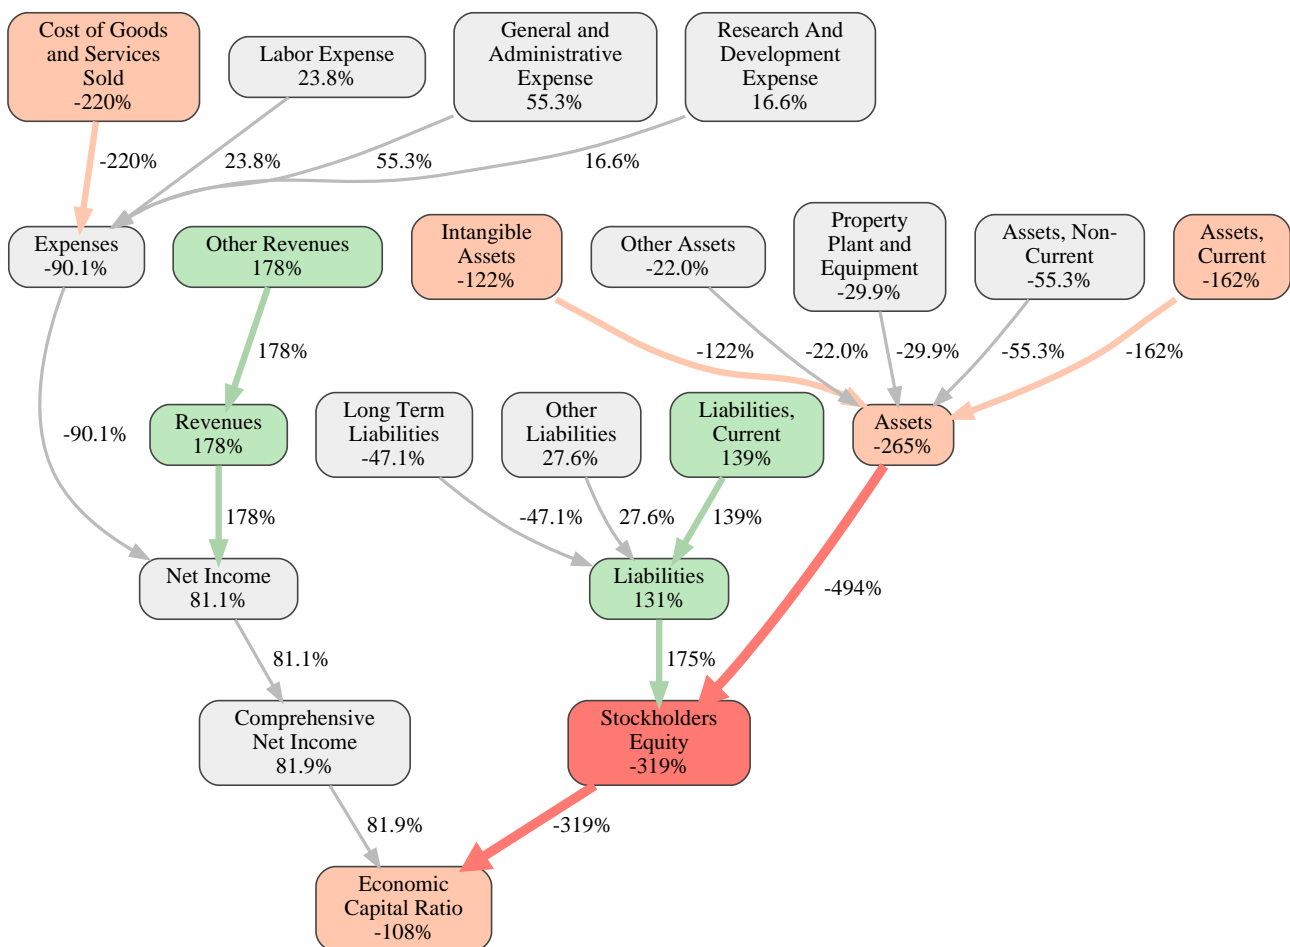 Cost of Goods
and Services
Sold
-220%
Labor Expense
23.8%
General and
Administrative
Expense
55.3%
Research And
Development
Expense
16.6%
-220%
23.8%
55.3%
16.6%
Expenses
-90.1%
Other Revenues
178%
Intangible
Assets
-122%
Other Assets
-22.0%
Property
Plant and
Equipment
-29.9%
Assets, Non-
Current
-55.3%
Assets,
Current
-162%
178%
-122%
-22.0%
-29.9%
-55.3%
-162%
-90.1%
Revenues
178%
Long Term
Liabilities
-47.1%
Other
Liabilities
27.6%
Liabilities,
Current
139%
Assets
-265%
178%
-47.1%
27.6%
139%
-494%
Net Income
81.1%
Liabilities
131%
81.1%
175%
Comprehensive
Net Income
81.9%
Stockholders
Equity
-319%
81.9%
-319%
Economic
Capital Ratio
-108%